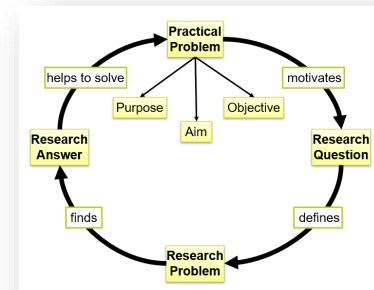 Practical
Problem
helps to solve
motivates
Purpose
Objective
Aim
Research
Answer
Research
Question
finds
defines
Research
Problem